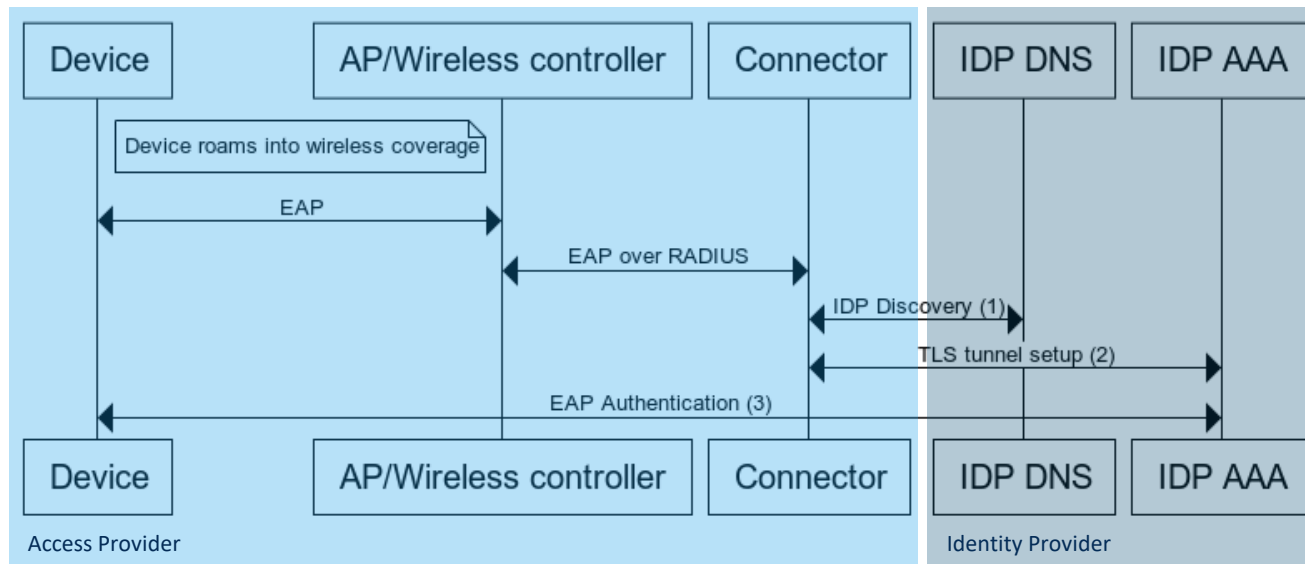 Device
AP/Wireless controller
Connector
IDP DNS
IDP AAA
Device roams into wireless coverage
EAP
EAP over RADIUS
IDP Discovery (1)
TLS tunnel setup (2)
EAP Authentication (3)
Device
AP/Wireless controller
Connector
IDP DNS
IDP AAA
Access Provider
Identity Provider